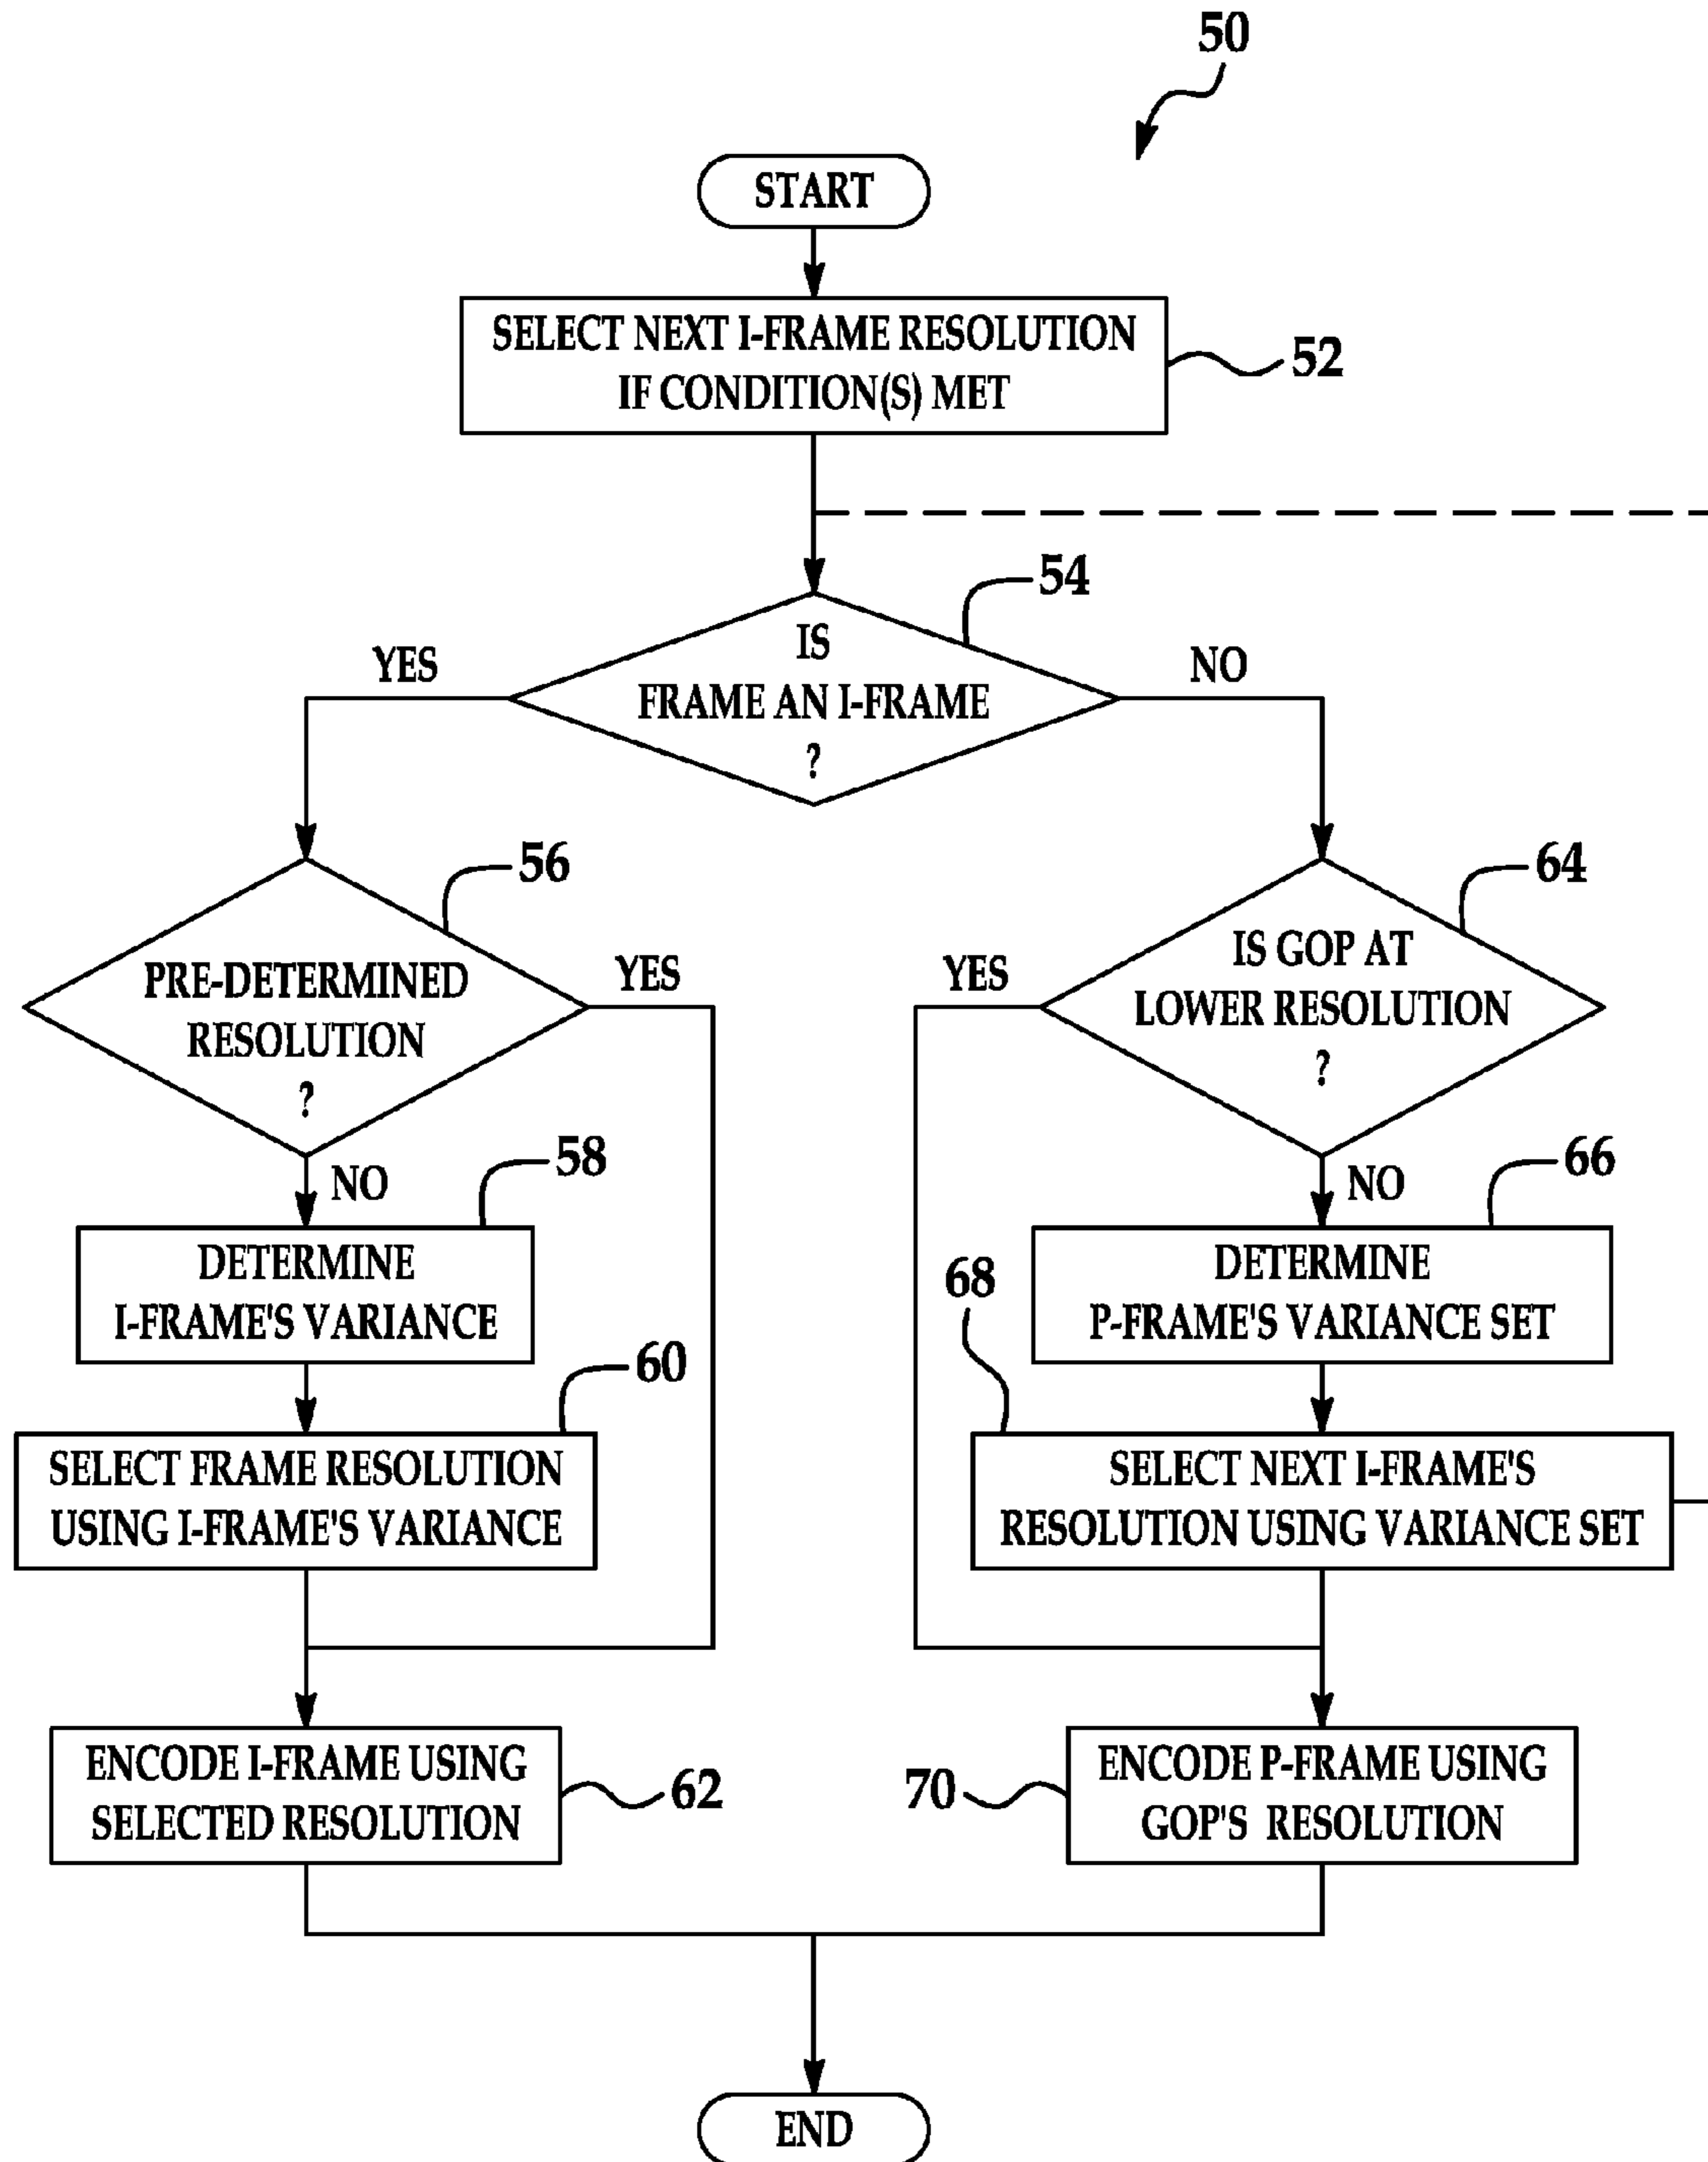 50
START
SELECT NEXT I-FRAME RESOLUTION
IF CONDITION(S) MET
52
54
IS
FRAME AN I-FRAME
?
YES
NO
56
PRE-DETERMINED
RESOLUTION
?
YES
NO
58
DETERMINE
I-FRAME'S VARIANCE
60
SELECT FRAME RESOLUTION
USING I-FRAME'S VARIANCE
ENCODE I-FRAME USING
SELECTED RESOLUTION
62
64
IS GOP AT
LOWER RESOLUTION
?
YES
NO
66
DETERMINE
P-FRAME'S VARIANCE SET
68
SELECT NEXT I-FRAME'S
RESOLUTION USING VARIANCE SET
70
ENCODE P-FRAME USING
GOP'S RESOLUTION
END